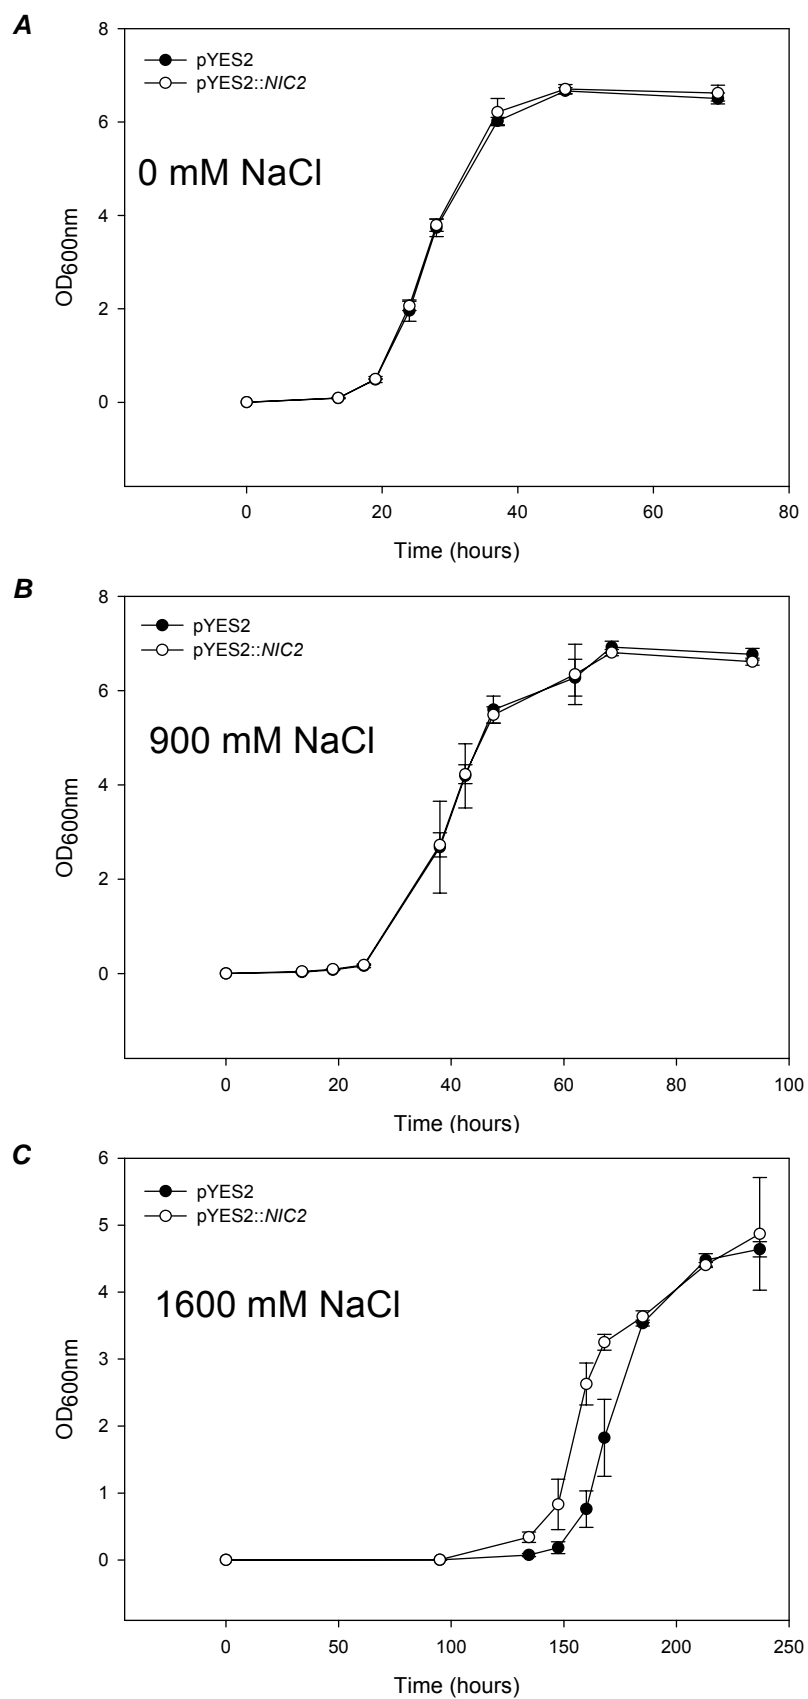 A
8
pYES2
pYES2::NIC2
6
0 mM NaCl
4
OD600nm
2
0
0 20 40 60 80
Time (hours)
B
8
pYES2
pYES2::NIC2
6
900 mM NaCl
4
OD600nm
2
0
0 20 40 60 80 100
Time (hours)
C
6
pYES2
pYES2::NIC2
5
4
1600 mM NaCl
3
OD600nm
2
1
0
0 50 100 150 200 250
Time (hours)